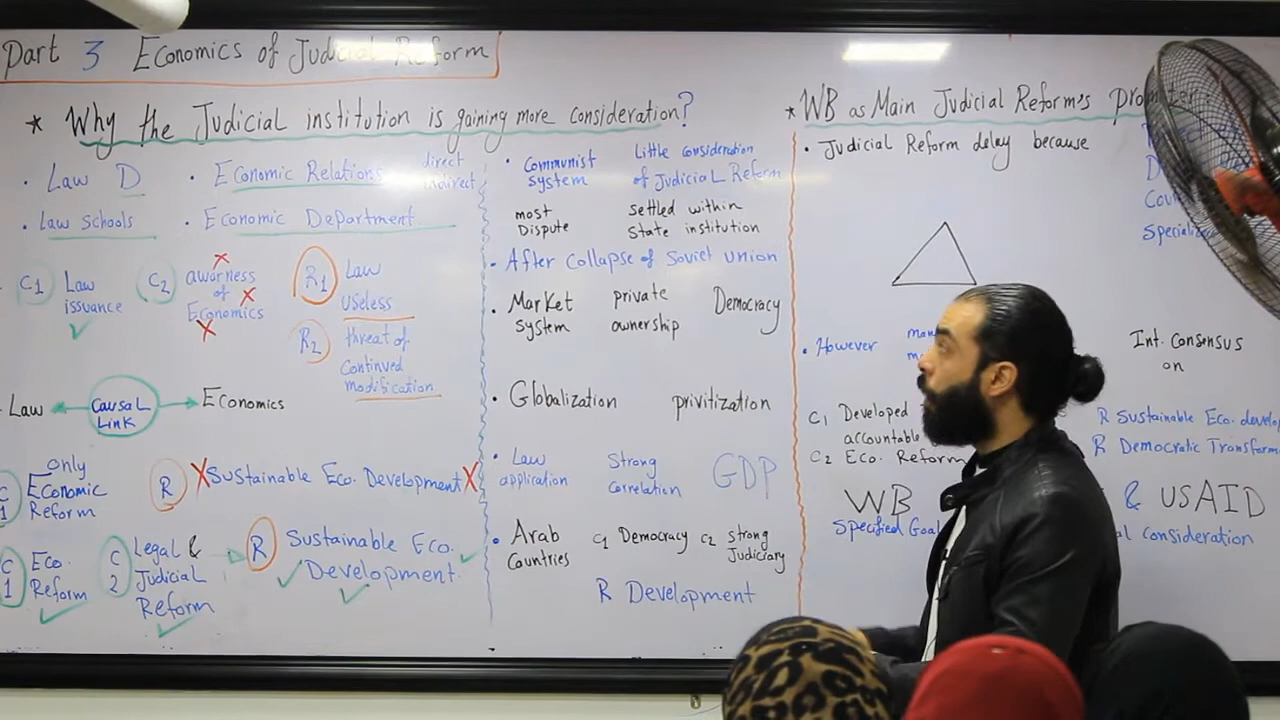 Part 3 Economics of Judicial Reform
* Why the Judicial institution is gaining more consideration?
• Law D • Economic Relations direct
indirect
• Law schools • Economic Department
C1 Law issuance
C2 awarness of Economics
R1 Law useless
R2 threat of Continued modification
Law Causal Link Economics
C1 only Economic Reform
R Sustainable Eco. Development
C1 Eco. Reform
C2 Legal & Judicial Reform
R Sustainable Eco. Development
• Communist system
Little consideration of Judicial Reform
most Dispute
settled within state institution
• After collapse of Soviet union
• Market system
private ownership
Democracy
• Globalization privitization
• Law application
Strong Correlation
GDP
• Arab Countries
C1 Democracy C2 strong Judiciary
R Development
* WB as Main Judicial Reform's
• Judicial Reform delay because
• However
Int. consensus on
C1 Developed
accountable
C2 Eco. Reform
R Sustainable Eco.
R Democratic
WB
Specified
& USAID
consideration